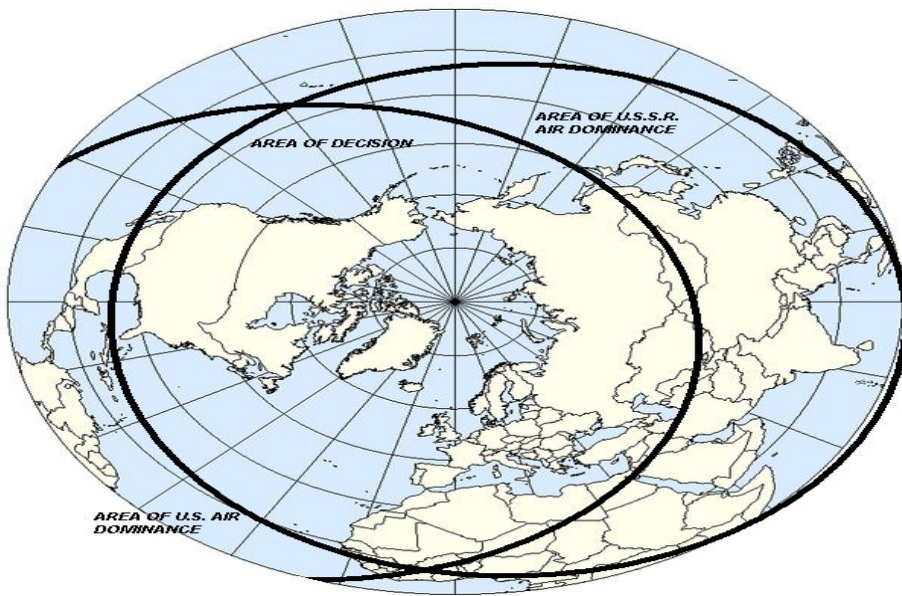 AREA OF U.S.S.R.
AIR DOMINANCE
AREA OF DECISION
AREA OF U.S. AIR
DOMINANCE